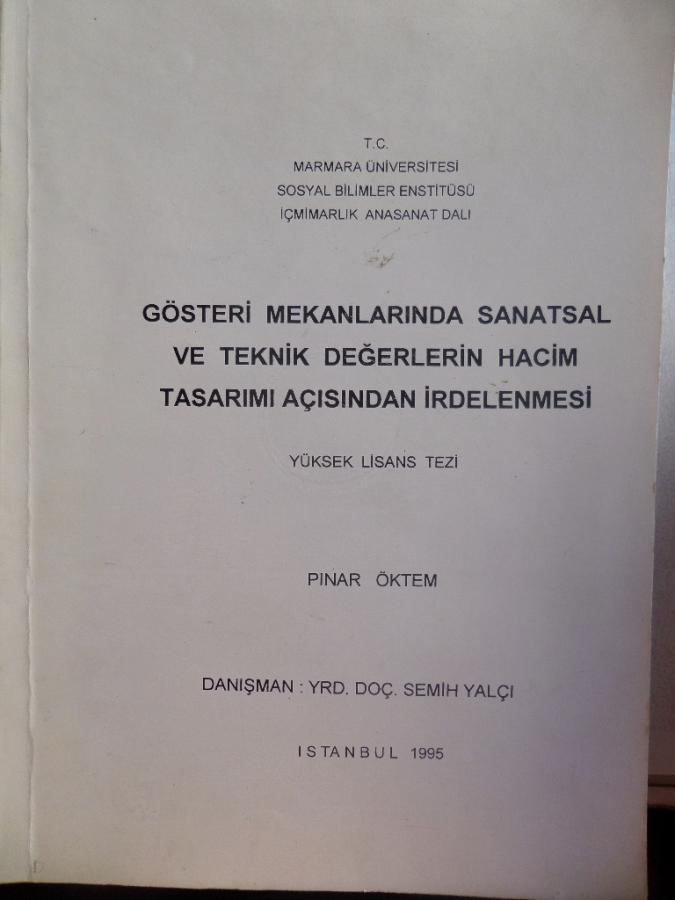 T.C.
MARMARA ÜNİVERSİTESİ
SOSYAL BİLİMLER ENSTİTÜSÜ
İÇMİMARLIK ANASANAT DALI
GÖSTERİ MEKANLARINDA SANATSAL
VE TEKNİK DEĞERLERİN HACİM
TASARIMI AÇISINDAN İRDELENMESİ
YÜKSEK LİSANS TEZİ
PINAR ÖKTEM
DANIŞMAN : YRD. DOÇ. SEMİH YALÇI
ISTANBUL 1995